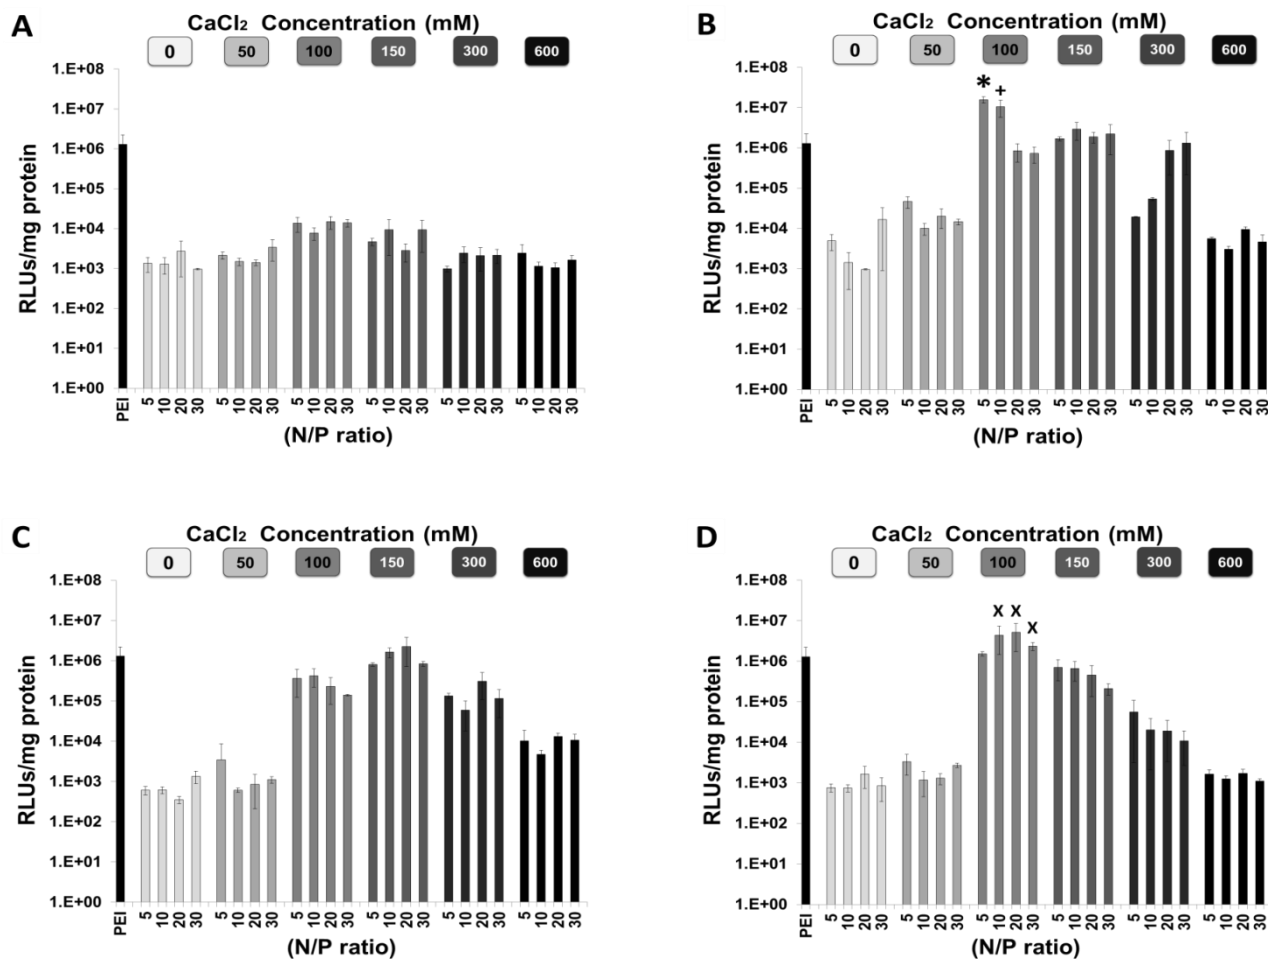 A
CaCl₂ Concentration (mM)
0 50 100 150 300 600
1.E+08
1.E+07
1.E+06
1.E+05
1.E+04
1.E+03
1.E+02
1.E+01
1.E+00
RLUs/mg protein
PEI 5 10 20 30 5 10 20 30 5 10 20 30 5 10 20 30 5 10 20 30 5 10 20 30
(N/P ratio)
B
CaCl₂ Concentration (mM)
0 50 100 150 300 600
* +
1.E+08
1.E+07
1.E+06
1.E+05
1.E+04
1.E+03
1.E+02
1.E+01
1.E+00
RLUs/mg protein
PEI 5 10 20 30 5 10 20 30 5 10 20 30 5 10 20 30 5 10 20 30 5 10 20 30
(N/P ratio)
C
CaCl₂ Concentration (mM)
0 50 100 150 300 600
1.E+08
1.E+07
1.E+06
1.E+05
1.E+04
1.E+03
1.E+02
1.E+01
1.E+00
RLUs/mg protein
PEI 5 10 20 30 5 10 20 30 5 10 20 30 5 10 20 30 5 10 20 30 5 10 20 30
(N/P ratio)
D
CaCl₂ Concentration (mM)
0 50 100 150 300 600
x x x
1.E+08
1.E+07
1.E+06
1.E+05
1.E+04
1.E+03
1.E+02
1.E+01
1.E+00
RLUs/mg protein
PEI 5 10 20 30 5 10 20 30 5 10 20 30 5 10 20 30 5 10 20 30 5 10 20 30
(N/P ratio)